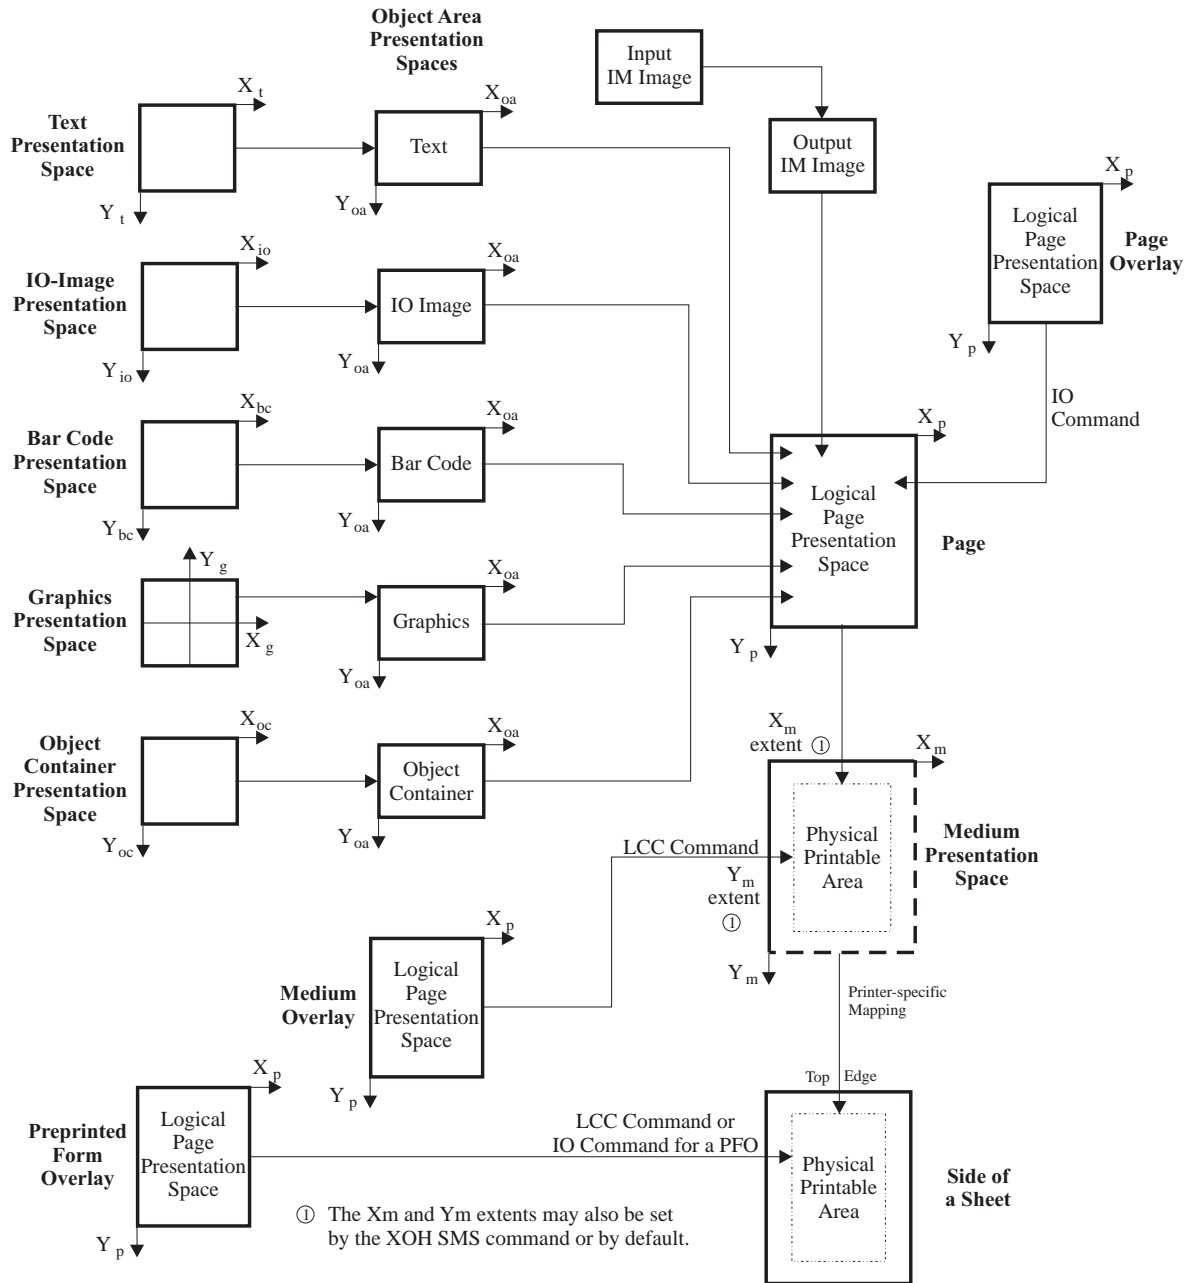 Object Area
Presentation
Spaces
Input
IM Image
Output
IM Image
X t
Text
Presentation
Space
Y t
X oa
Text
Y oa
X p
Logical
Page
Presentation
Space
Page
Overlay
Y p
IO
Command
X io
IO-Image
Presentation
Space
Y io
X oa
IO Image
Y oa
X bc
Bar Code
Presentation
Space
Y bc
X oa
Bar Code
Y oa
X p
Logical
Page
Presentation
Space
Page
Y p
Y g
Graphics
Presentation
Space
X g
X oa
Graphics
Y oa
X oc
Object
Container
Presentation
Space
Y oc
X oa
Object
Container
Y oa
X m
extent ①
X m
Physical
Printable
Area
Medium
Presentation
Space
LCC Command
Y m
extent
①
Y m
X p
Medium
Overlay
Logical
Page
Presentation
Space
Y p
Printer-specific
Mapping
Top Edge
X p
Preprinted
Form
Overlay
Logical
Page
Presentation
Space
Y p
LCC Command or
IO Command for a PFO
Physical
Printable
Area
Side of
a Sheet
① The Xm and Ym extents may also be set
by the XOH SMS command or by default.